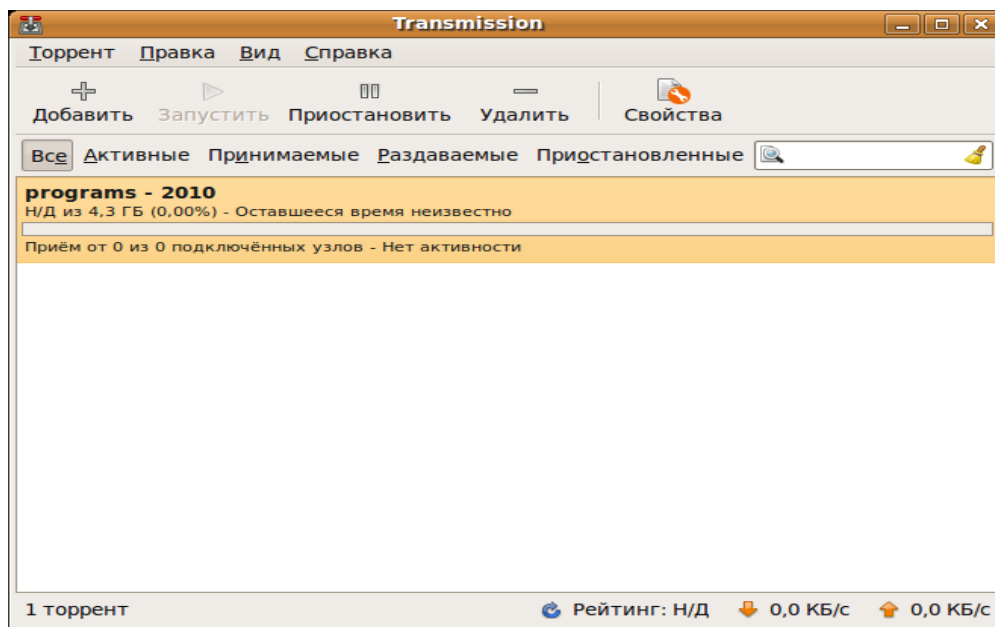 Transmission
Торрент Правка Вид Справка
Добавить Запустить Приостановить Удалить Свойства
Все Активные Принимаемые Раздаваемые Приостановленные
programs - 2010
Н/Д из 4,3 ГБ (0,00%) - Оставшееся время неизвестно
Приём от 0 из 0 подключённых узлов - Нет активности
1 торрент Рейтинг: Н/Д 0,0 КБ/с 0,0 КБ/с